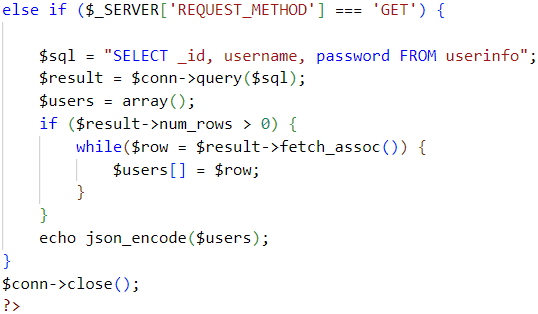 else if ($_SERVER['REQUEST_METHOD'] === 'GET') {
$sql = "SELECT _id, username, password FROM userinfo";
$result = $conn->query($sql);
$users = array();
if ($result->num_rows > 0) {
while($row = $result->fetch_assoc()) {
$users[] = $row;
}
}
echo json_encode($users);
}
$conn->close();
?>